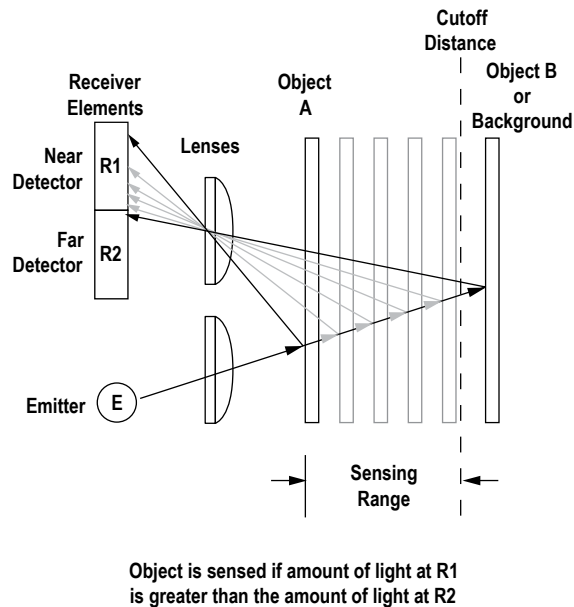 Cutoff
Distance
Receiver
Elements
Object
A
Object B
or
Background
Near
Detector
R1
Lenses
Far
Detector
R2
Emitter
E
Sensing
Range
Object is sensed if amount of light at R1
is greater than the amount of light at R2